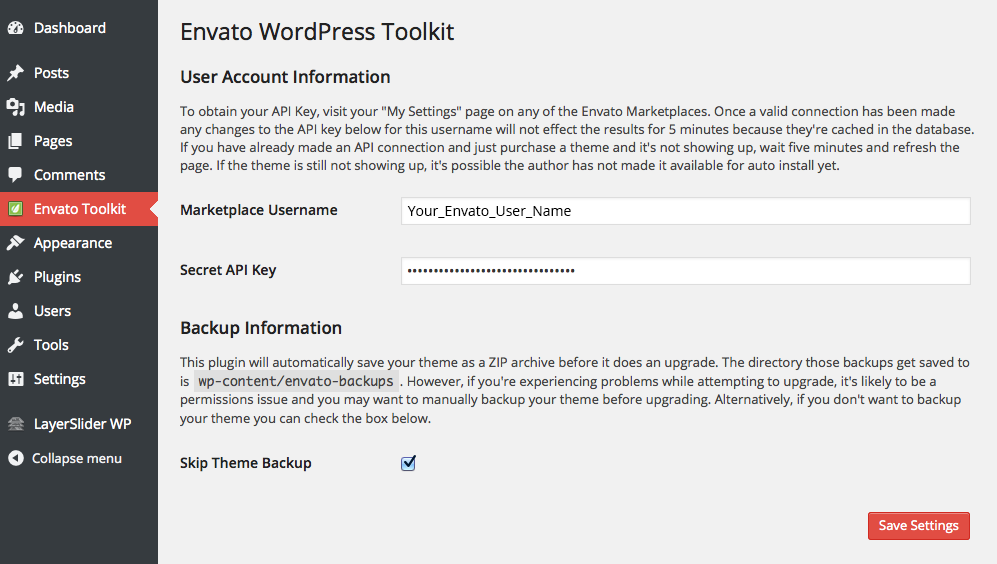 Dashboard
Posts
Media
Pages
Comments
Envato Toolkit
Appearance
Plugins
Users
Tools
Settings
LayerSlider WP
Collapse menu
Envato WordPress Toolkit
User Account Information
To obtain your API Key, visit your "My Settings" page on any of the Envato Marketplaces. Once a valid connection has been made
any changes to the API key below for this username will not effect the results for 5 minutes because they're cached in the database.
If you have already made an API connection and just purchase a theme and it's not showing up, wait five minutes and refresh the
page. If the theme is still not showing up, it's possible the author has not made it available for auto install yet.
Marketplace Username
Your_Envato_User_Name
Secret API Key
••••••••••••••••••••••••••••••••
Backup Information
This plugin will automatically save your theme as a ZIP archive before it does an upgrade. The directory those backups get saved to
is wp-content/envato-backups . However, if you're experiencing problems while attempting to upgrade, it's likely to be a
permissions issue and you may want to manually backup your theme before upgrading. Alternatively, if you don't want to backup
your theme you can check the box below.
Skip Theme Backup
Save Settings